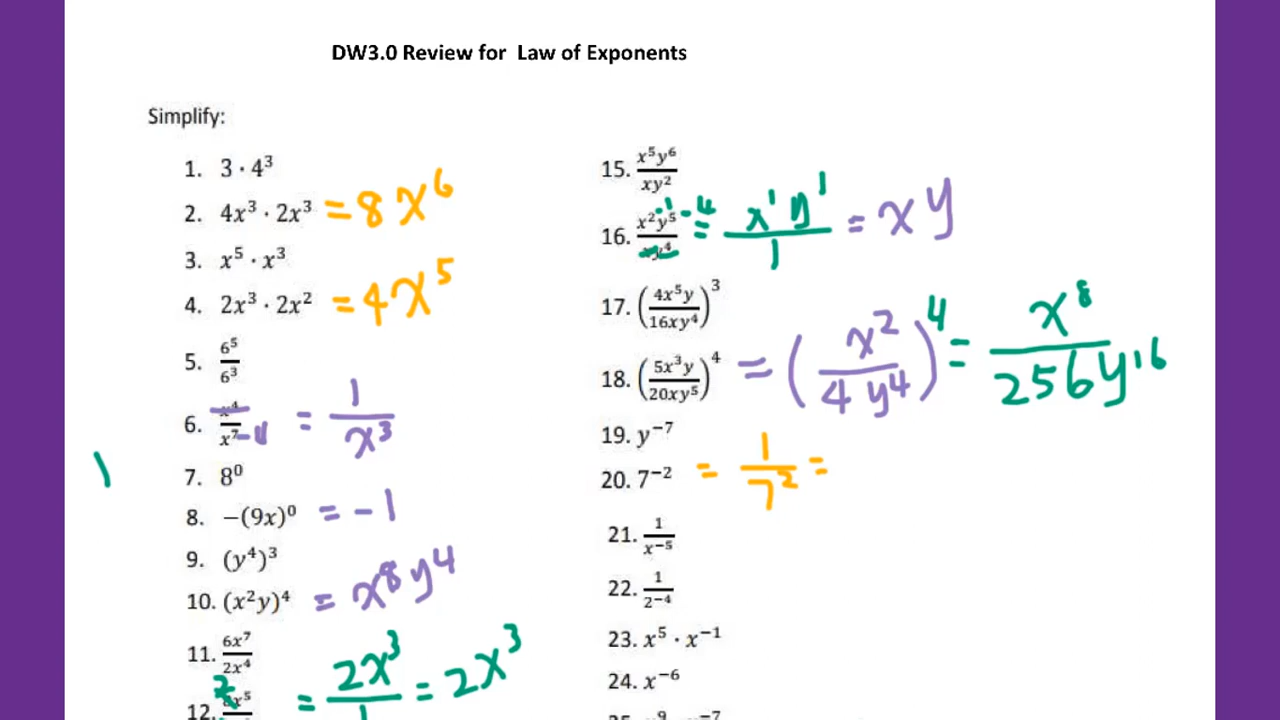 DW3.0 Review for Law of Exponents
Simplify:
1. 3 · 4³
2. 4x³ · 2x³ = 8x⁶
3. x⁵ · x³
4. 2x³ · 2x² = 4x⁵
5. 6⁵/6³
6. x⁴/x⁷ -4 = 1/x³
1
7. 8⁰
8. −(9x)⁰ = -1
9. (y⁴)³
10. (x²y)⁴ = x⁸y⁴
11. 6x⁷/2x⁴
12. = 2x³/1 = 2x³
15. x⁵y⁶/xy²
16. x²y⁵/xy⁴ -1 -4 = x¹y¹/1 = xy
17. (4x⁵y/16xy⁴)³
18. (5x³y/20xy⁵)⁴ = (x²/4y⁴)⁴ = x⁸/256y¹⁶
19. y⁻⁷
20. 7⁻² = 1/7² =
21. 1/x⁻⁵
22. 1/2⁻⁴
23. x⁵ · x⁻¹
24. x⁻⁶